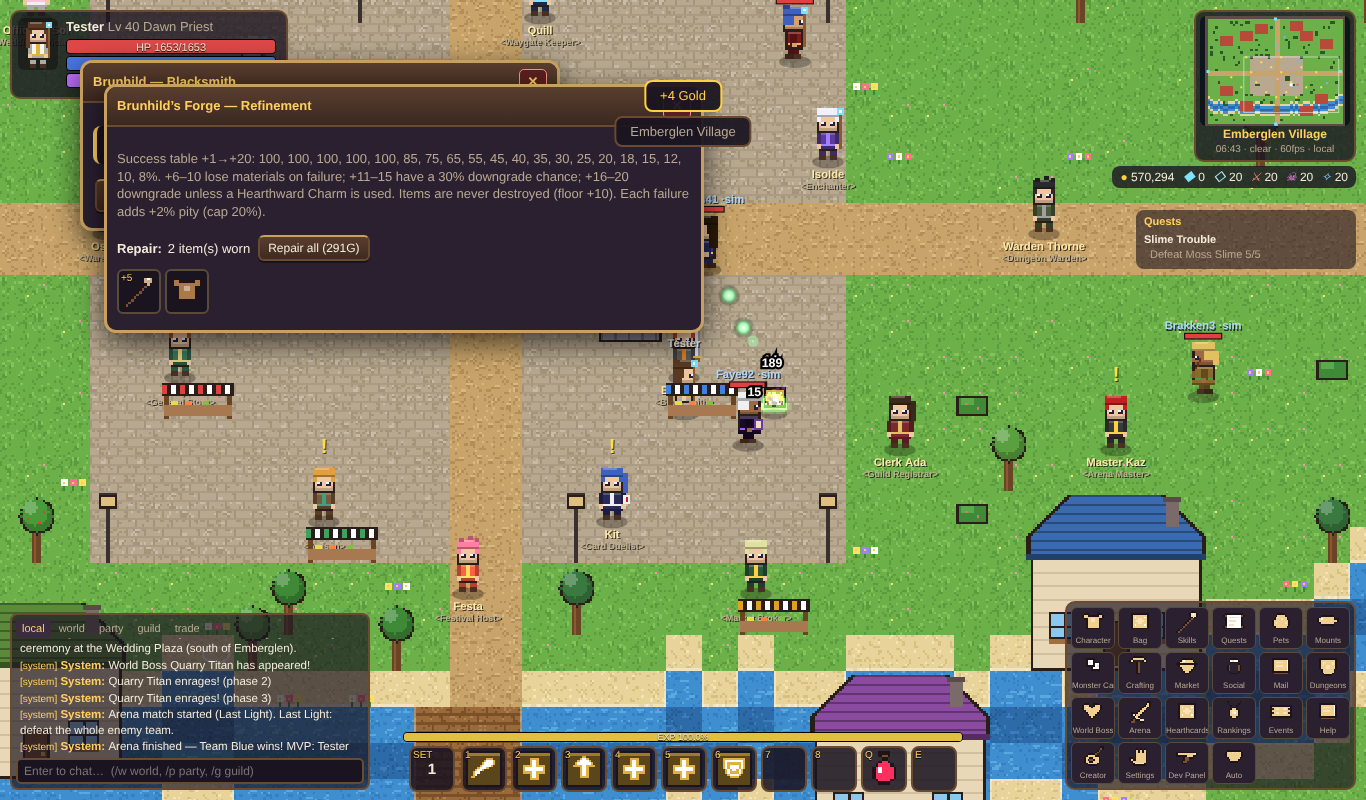 Tester Lv 40 Dawn Priest
HP 1653/1653
Brunhild — Blacksmith
×
Brunhild's Forge — Refinement
+4 Gold
Emberglen Village
Success table +1→+20: 100, 100, 100, 100, 100, 85, 75, 65, 55, 45, 40, 35, 30, 25, 20, 18, 15, 12,
10, 8%. +6–10 lose materials on failure; +11–15 have a 30% downgrade chance; +16–20
downgrade unless a Hearthward Charm is used. Items are never destroyed (floor +10). Each failure
adds +2% pity (cap 20%).
Repair: 2 item(s) worn
Repair all (291G)
+5
Quill
<Waygate Keeper>
Isolde
<Enchanter>
41 ·sim
Warden Thorne
<Dungeon Warden>
Emberglen Village
06:43 · clear · 60fps · local
570,294
0
20
20
20
20
Quests
Slime Trouble
Defeat Moss Slime 5/5
Brakken3 ·sim
Tester
189
Faye92 ·sim
15
!
Clerk Ada
<Guild Registrar>
Master Kaz
<Arena Master>
!
!
Kit
<Card Duelist>
Festa
<Festival Host>
local world party guild trade
ceremony at the Wedding Plaza (south of Emberglen).
[system] System: World Boss Quarry Titan has appeared!
[system] System: Quarry Titan enrages! (phase 2)
[system] System: Quarry Titan enrages! (phase 3)
[system] System: Arena match started (Last Light). Last Light:
defeat the whole enemy team.
[system] System: Arena finished — Team Blue wins! MVP: Tester
Enter to chat… (/w world, /p party, /g guild)
EXP 100.0%
SET
1
1
2
3
4
5
6
7
8
Q
E
Character
Bag
Skills
Quests
Pets
Mounts
Monster Ca
Crafting
Market
Social
Mail
Dungeons
World Boss
Arena
Hearthcards
Rankings
Events
Help
Creator
Settings
Dev Panel
Auto